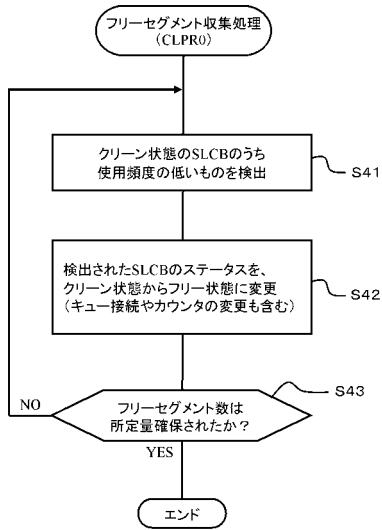 フリーセグメント収集処理
(CLPR0)
クリーン状態のSLCBのうち
使用頻度の低いものを検出
S41
検出されたSLCBのステータスを、
クリーン状態からフリー状態に変更
(キュー接続やカウンタの変更も含む)
S42
フリーセグメント数は
所定量確保されたか?
S43
NO
YES
エンド